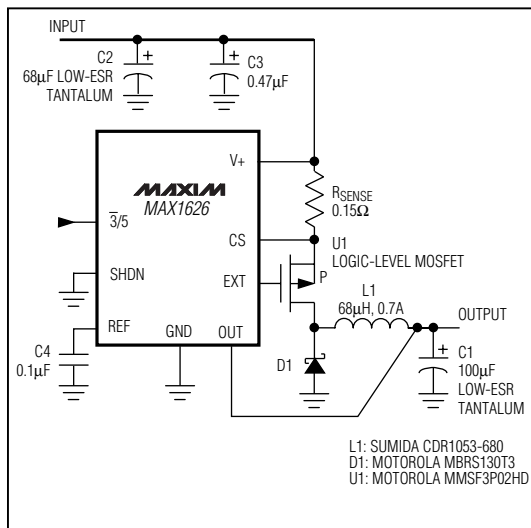 INPUT
C2
68µF LOW-ESR
TANTALUM
+
C3
0.47µF
+
V+
MAXIM
MAX1626
RSENSE
0.15Ω
3̅/5
CS
U1
LOGIC-LEVEL MOSFET
SHDN
EXT
P
L1
68µH, 0.7A
REF
GND
OUT
OUTPUT
C4
0.1µF
D1
+
C1
100µF
LOW-ESR
TANTALUM
L1: SUMIDA CDR1053-680
D1: MOTOROLA MBRS130T3
U1: MOTOROLA MMSF3P02HD